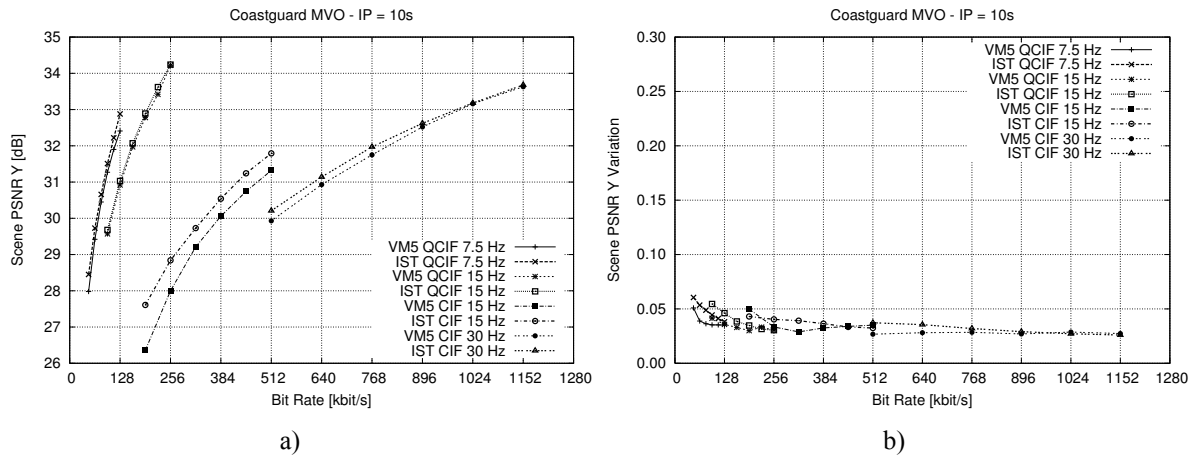 Coastguard MVO - IP = 10s
Scene PSNR Y [dB]
35
34
33
32
31
30
29
28
27
26
VM5 QCIF 7.5 Hz
IST QCIF 7.5 Hz
VM5 QCIF 15 Hz
IST QCIF 15 Hz
VM5 CIF 15 Hz
IST CIF 15 Hz
VM5 CIF 30 Hz
IST CIF 30 Hz
0 128 256 384 512 640 768 896 1024 1152 1280
Bit Rate [kbit/s]
a)
Coastguard MVO - IP = 10s
Scene PSNR Y Variation
0.30
0.25
0.20
0.15
0.10
0.05
0.00
VM5 QCIF 7.5 Hz
IST QCIF 7.5 Hz
VM5 QCIF 15 Hz
IST QCIF 15 Hz
VM5 CIF 15 Hz
IST CIF 15 Hz
VM5 CIF 30 Hz
IST CIF 30 Hz
0 128 256 384 512 640 768 896 1024 1152 1280
Bit Rate [kbit/s]
b)